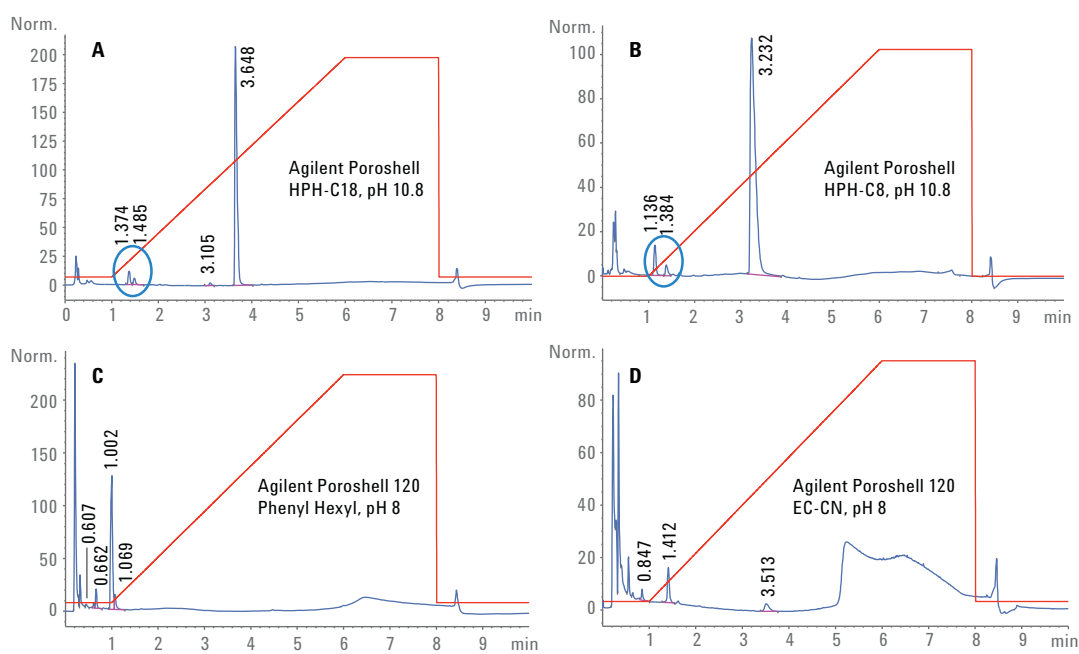 Norm.
A
200
175
150
125
100
75
50
25
0
1.374
1.485
3.105
3.648
Agilent Poroshell
HPH-C18, pH 10.8
0 1 2 3 4 5 6 7 8 9 min
Norm.
B
100
80
60
40
20
0
1.136
1.384
3.232
Agilent Poroshell
HPH-C8, pH 10.8
1 2 3 4 5 6 7 8 9 min
Norm.
C
200
150
100
50
0
0.607
0.662
1.002
1.069
Agilent Poroshell 120
Phenyl Hexyl, pH 8
1 2 3 4 5 6 7 8 9 min
Norm.
D
80
60
40
20
0
0.847
1.412
3.513
Agilent Poroshell 120
EC-CN, pH 8
1 2 3 4 5 6 7 8 9 min